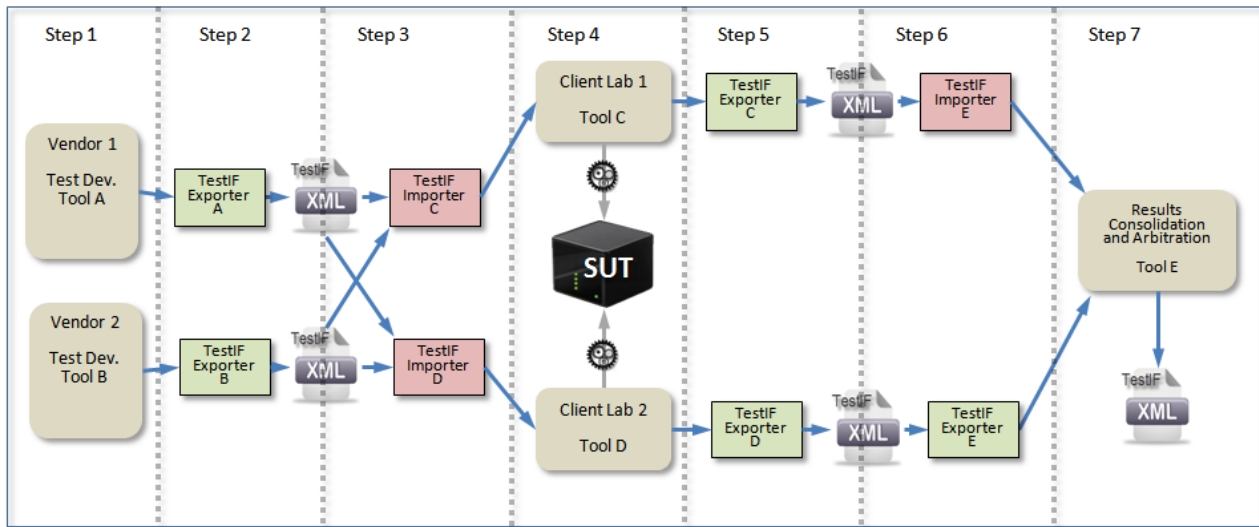 Step 1
Step 2
Step 3
Step 4
Step 5
Step 6
Step 7
Vendor 1
Test Dev.
Tool A
TestIF
Exporter
A
TestIF
XML
TestIF
Importer
C
Client Lab 1
Tool C
TestIF
Exporter
C
TestIF
XML
TestIF
Importer
E
SUT
Results
Consolidation
and Arbitration
Tool E
Vendor 2
Test Dev.
Tool B
TestIF
Exporter
B
TestIF
XML
TestIF
Importer
D
Client Lab 2
Tool D
TestIF
Exporter
D
TestIF
XML
TestIF
Exporter
E
TestIF
XML